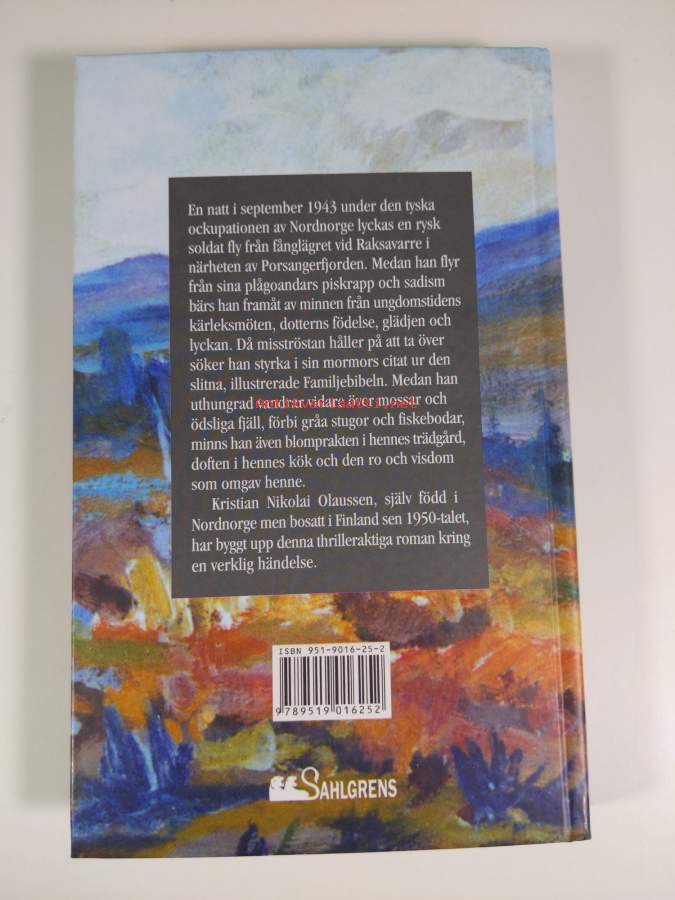 En natt i september 1943 under den tyska
ockupationen av Nordnorge lyckas en rysk
soldat fly från fånglägret vid Raksavarre i
närheten av Porsangerfjorden. Medan han flyr
från sina plågoandars piskrapp och sadism
bärs han framåt av minnen från ungdomstidens
kärleksmöten, dotterns födelse, glädjen och
lyckan. Då misströstan håller på att ta över
söker han styrka i sin mormors citat ur den
slitna, illustrerade Familjebibeln. Medan han
uthungrad vandrar vidare över mossar och
ödsliga fjäll, förbi gråa stugor och fiskebodar,
minns han även blomprakten i hennes trädgård,
doften i hennes kök och den ro och visdom
som omgav henne.
Kristian Nikolai Olaussen, själv född i
Nordnorge men bosatt i Finland sen 1950-talet,
har byggt upp denna thrilleraktiga roman kring
en verklig händelse.
ISBN 951-9016-25-2
9789519016252
SAHLGRENS